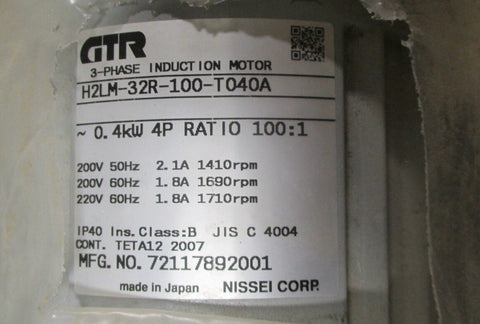 GTR
3-PHASE INDUCTION MOTOR
H2LM-32R-100-T040A
~ 0.4kW 4P RATIO 100:1
200V 50Hz 2.1A 1410rpm
200V 60Hz 1.8A 1690rpm
220V 60Hz 1.8A 1710rpm
IP40 Ins.Class:B JIS C 4004
CONT. TETA12 2007
MFG.NO. 72117892001
made in Japan NISSEI CORP.